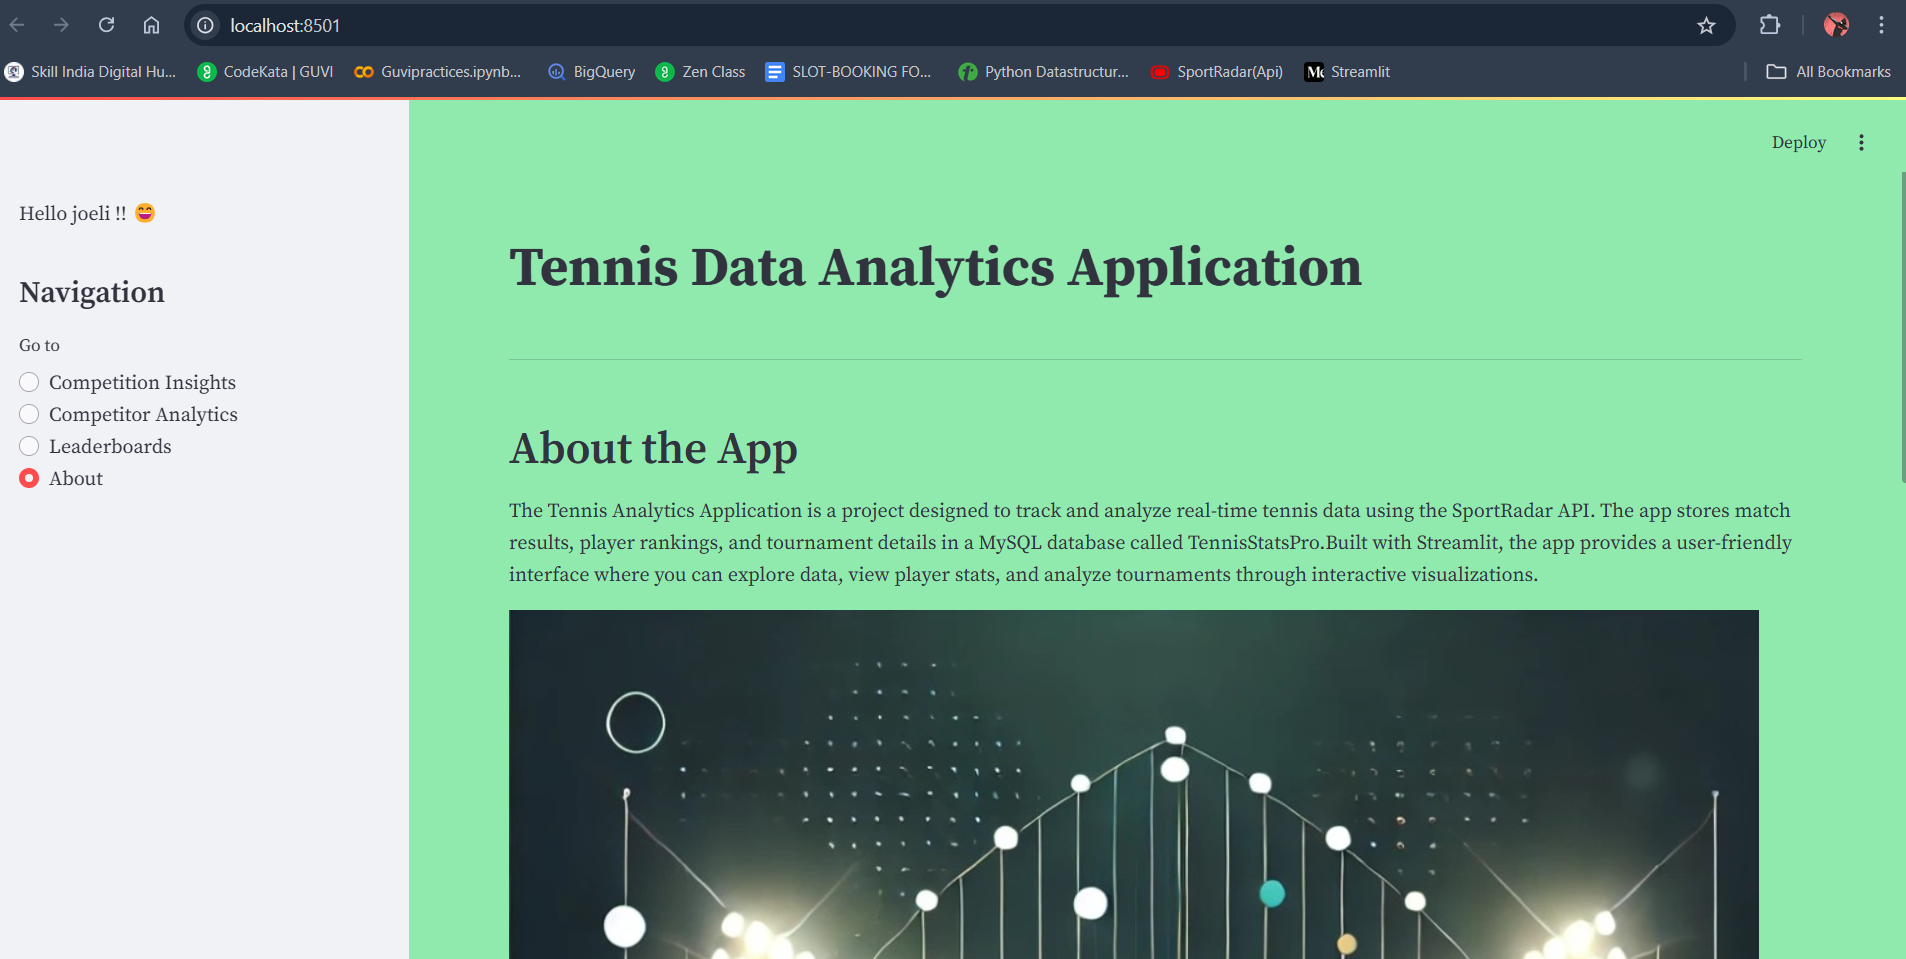 localhost:8501
Skill India Digital Hu...
CodeKata | GUVI
Guvipractices.ipynb...
BigQuery
Zen Class
SLOT-BOOKING FO...
Python Datastructur...
SportRadar(Api)
Streamlit
All Bookmarks
Deploy
Hello joeli !! 😄
Navigation
Go to
Competition Insights
Competitor Analytics
Leaderboards
About
Tennis Data Analytics Application
About the App
The Tennis Analytics Application is a project designed to track and analyze real-time tennis data using the SportRadar API. The app stores match
results, player rankings, and tournament details in a MySQL database called TennisStatsPro.Built with Streamlit, the app provides a user-friendly
interface where you can explore data, view player stats, and analyze tournaments through interactive visualizations.